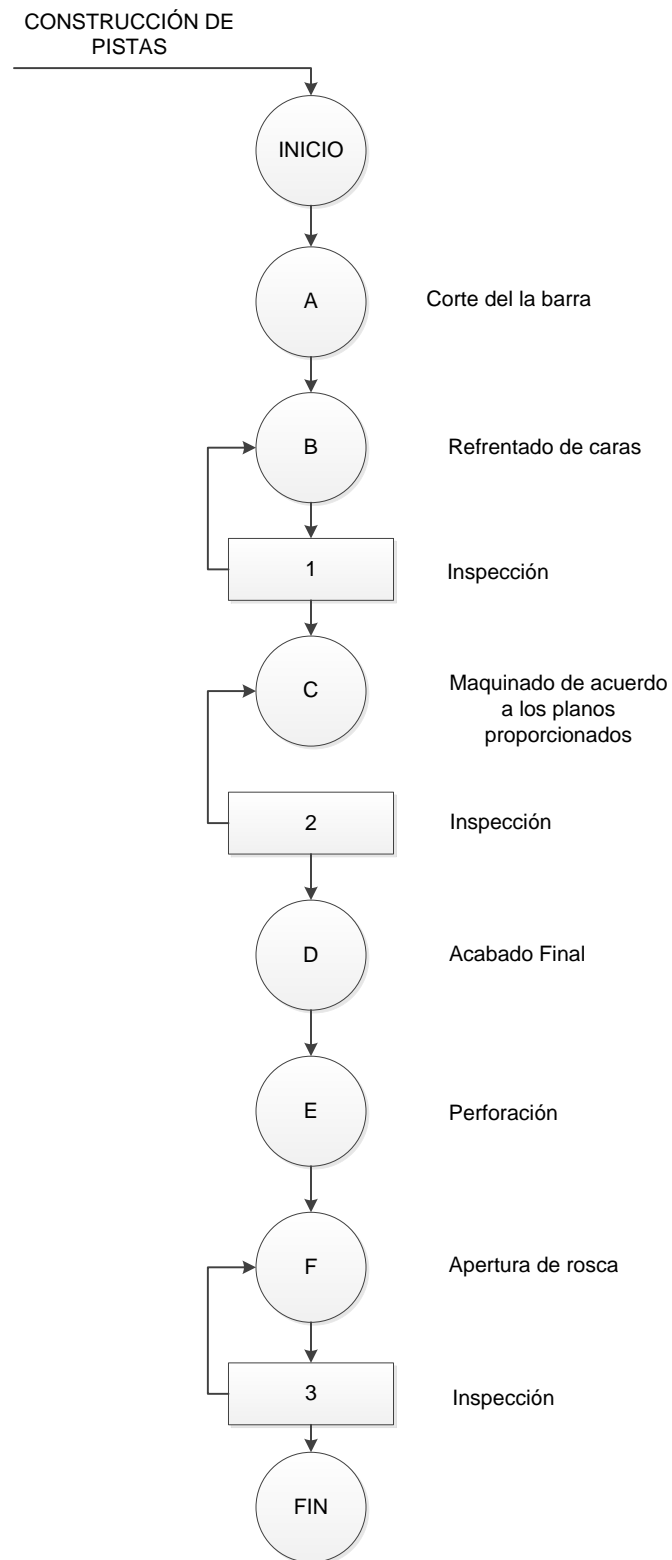 CONSTRUCCIÓN DE
PISTAS
INICIO
A
Corte del la barra
B
Refrentado de caras
1
Inspección
C
Maquinado de acuerdo
a los planos
proporcionados
2
Inspección
D
Acabado Final
E
Perforación
F
Apertura de rosca
3
Inspección
FIN